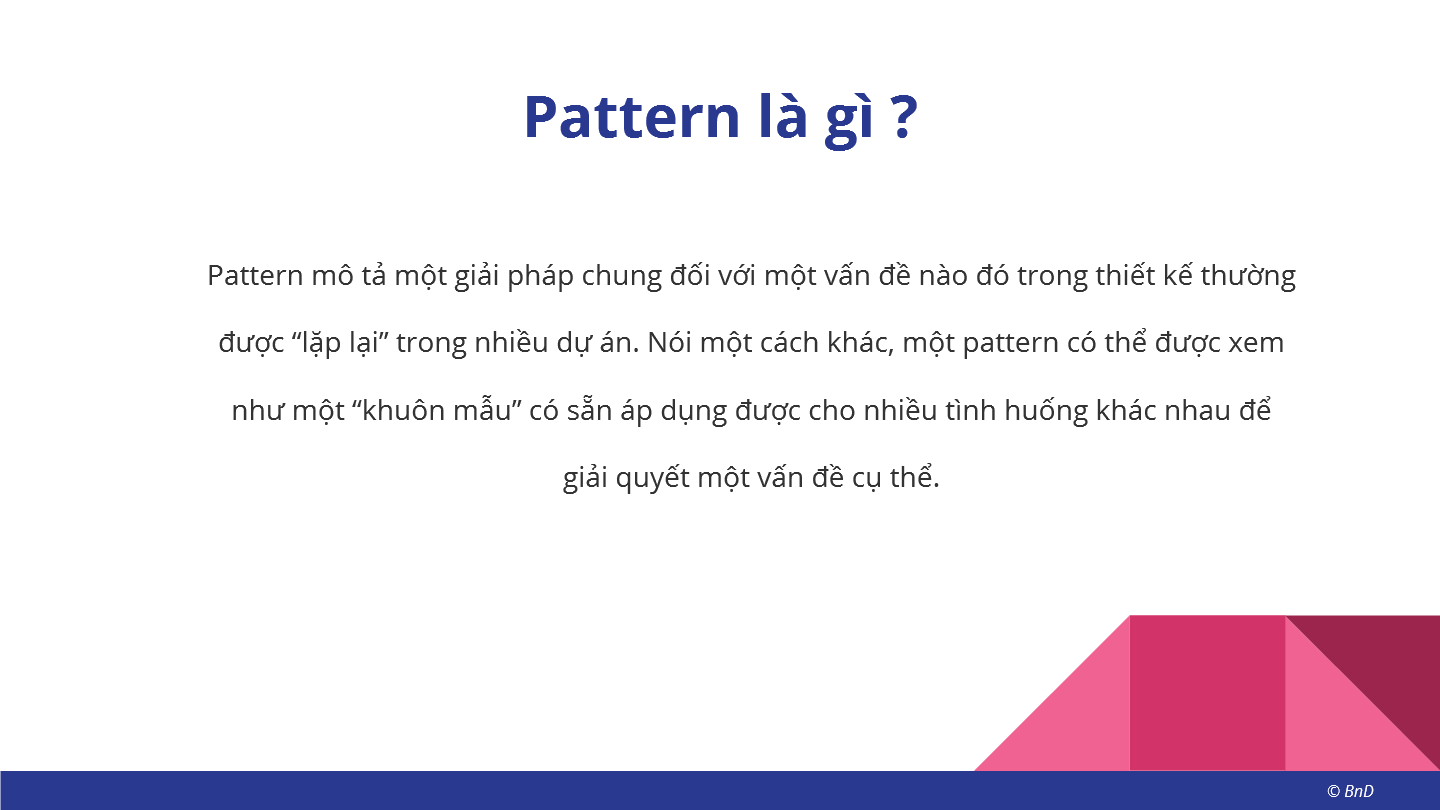 Pattern là gì ?
Pattern mô tả một giải pháp chung đối với một vấn đề nào đó trong thiết kế thường
được “lặp lại” trong nhiều dự án. Nói một cách khác, một pattern có thể được xem
như một “khuôn mẫu” có sẵn áp dụng được cho nhiều tình huống khác nhau để
giải quyết một vấn đề cụ thể.
© BnD